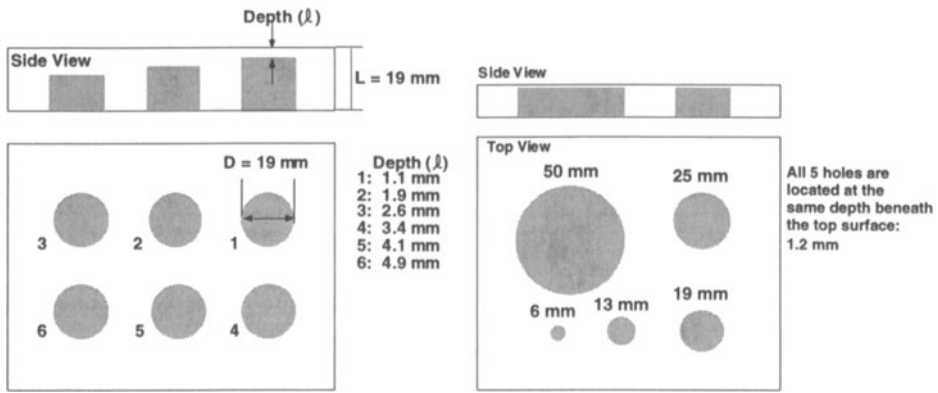 Depth (ℓ)
Side View
L = 19 mm
D = 19 mm
3
2
1
6
5
4
Depth (ℓ)
1: 1.1 mm
2: 1.9 mm
3: 2.6 mm
4: 3.4 mm
5: 4.1 mm
6: 4.9 mm
Side View
Top View
50 mm
25 mm
6 mm
13 mm
19 mm
All 5 holes are
located at the
same depth beneath
the top surface:
1.2 mm